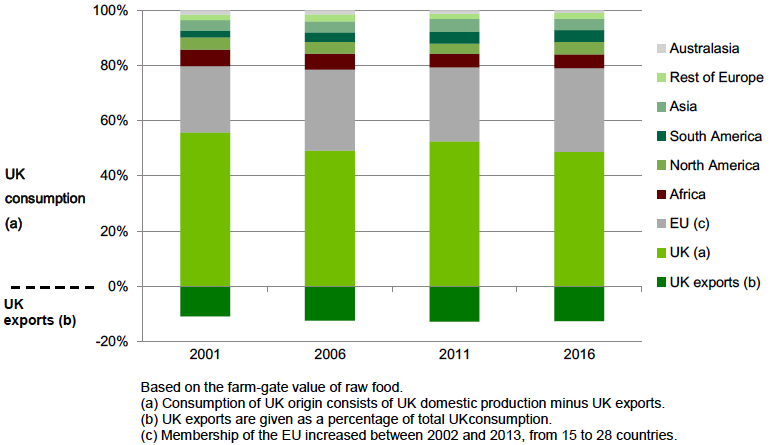 100%
80%
60%
40%
20%
0%
-20%
UK
consumption
(a)
UK
exports (b)
2001
2006
2011
2016
Australasia
Rest of Europe
Asia
South America
North America
Africa
EU (c)
UK (a)
UK exports (b)
Based on the farm-gate value of raw food.
(a) Consumption of UK origin consists of UK domestic production minus UK exports.
(b) UK exports are given as a percentage of total UKconsumption.
(c) Membership of the EU increased between 2002 and 2013, from 15 to 28 countries.